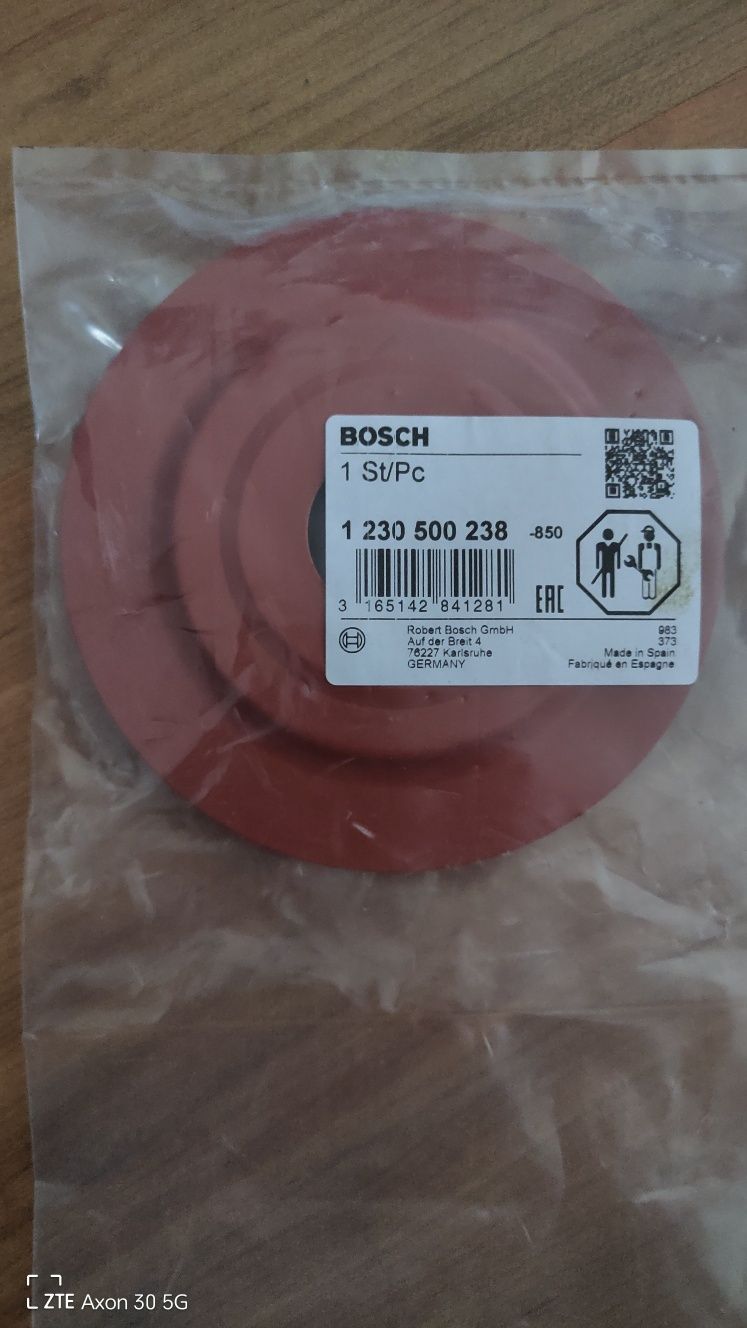 BOSCH
1 St/Pc
1 230 500 238 -850
3 165142 841281
EAC
Robert Bosch GmbH
Auf der Breit 4
76227 Karlsruhe
GERMANY
983
373
Made in Spain
Fabriqué en Espagne
ZTE Axon 30 5G